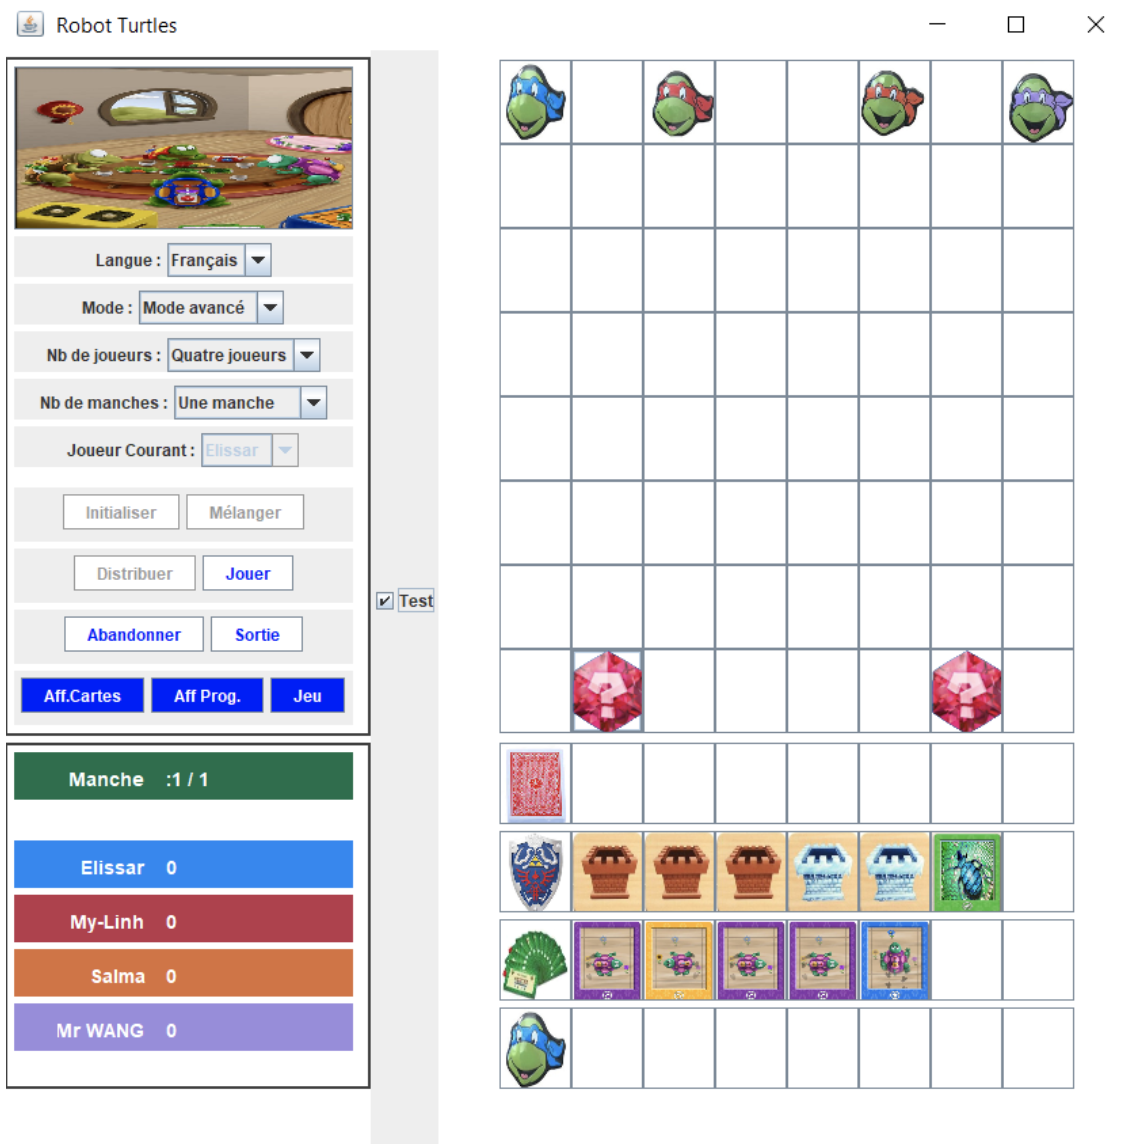 Robot Turtles
Langue : Français
Mode : Mode avancé
Nb de joueurs : Quatre joueurs
Nb de manches : Une manche
Joueur Courant : Elissar
Initialiser Mélanger
Distribuer Jouer
Abandonner Sortie
Aff.Cartes Aff Prog. Jeu
Test
Manche :1 / 1
Elissar 0
My-Linh 0
Salma 0
Mr WANG 0
? ?